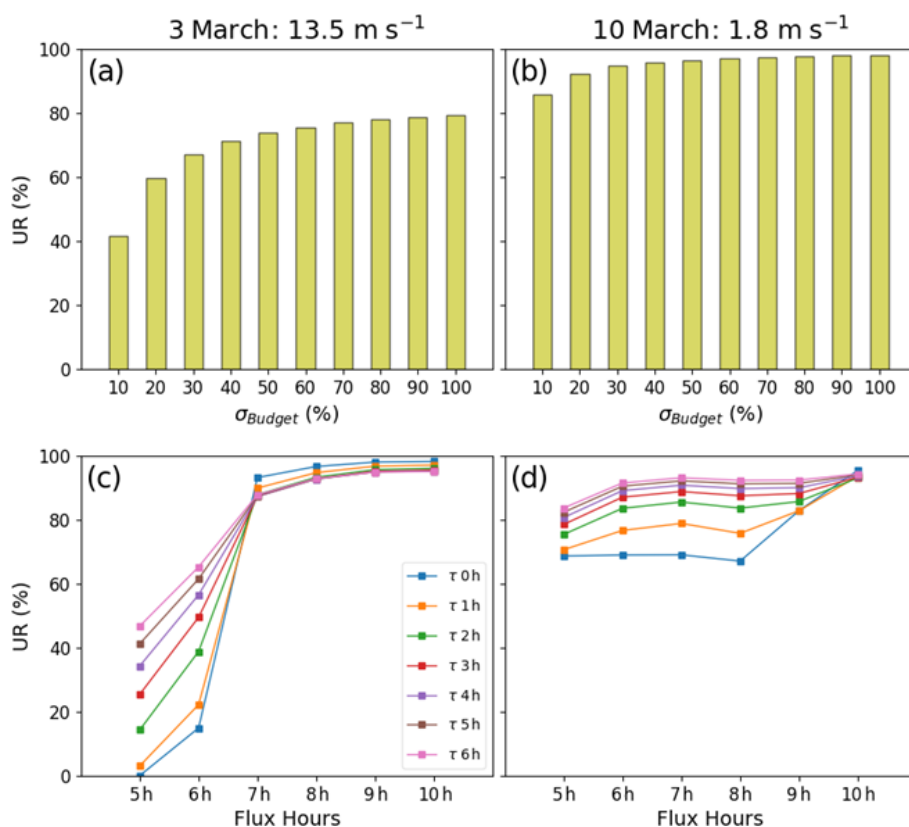 3 March: 13.5 m s⁻¹
10 March: 1.8 m s⁻¹
(a)
(b)
100
80
60
40
20
0
UR (%)
10 20 30 40 50 60 70 80 90 100
10 20 30 40 50 60 70 80 90 100
σ_Budget (%)
σ_Budget (%)
(c)
(d)
100
80
60
40
20
0
UR (%)
τ 0h
τ 1h
τ 2h
τ 3h
τ 4h
τ 5h
τ 6h
5h 6h 7h 8h 9h 10h
5h 6h 7h 8h 9h 10h
Flux Hours
Flux Hours